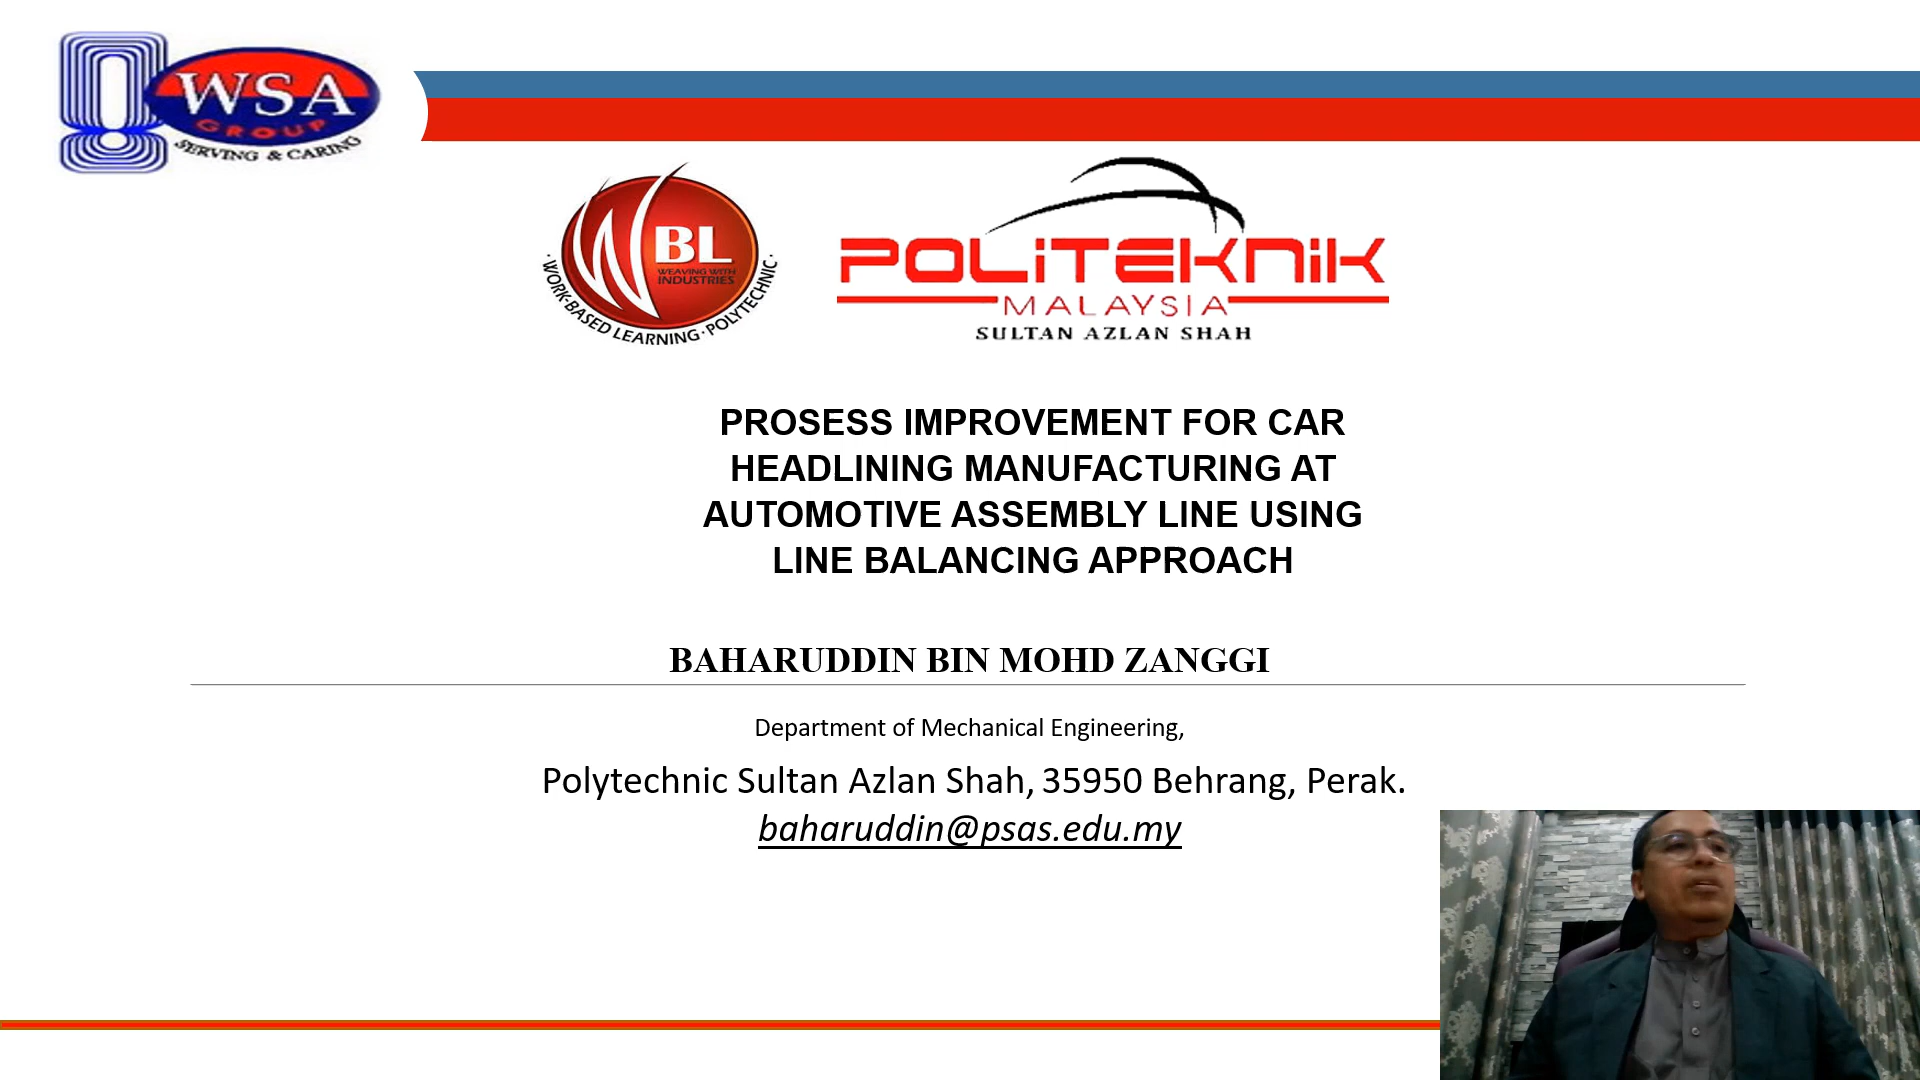 WSA
GROUP
SERVING & CARING
BL
WEAVING WITH
INDUSTRIES
· WORK-BASED LEARNING · POLYTECHNIC ·
POLiTEKNiK
MALAYSIA
SULTAN AZLAN SHAH
PROSESS IMPROVEMENT FOR CAR
HEADLINING MANUFACTURING AT
AUTOMOTIVE ASSEMBLY LINE USING
LINE BALANCING APPROACH
BAHARUDDIN BIN MOHD ZANGGI
Department of Mechanical Engineering,
Polytechnic Sultan Azlan Shah, 35950 Behrang, Perak.
baharuddin@psas.edu.my